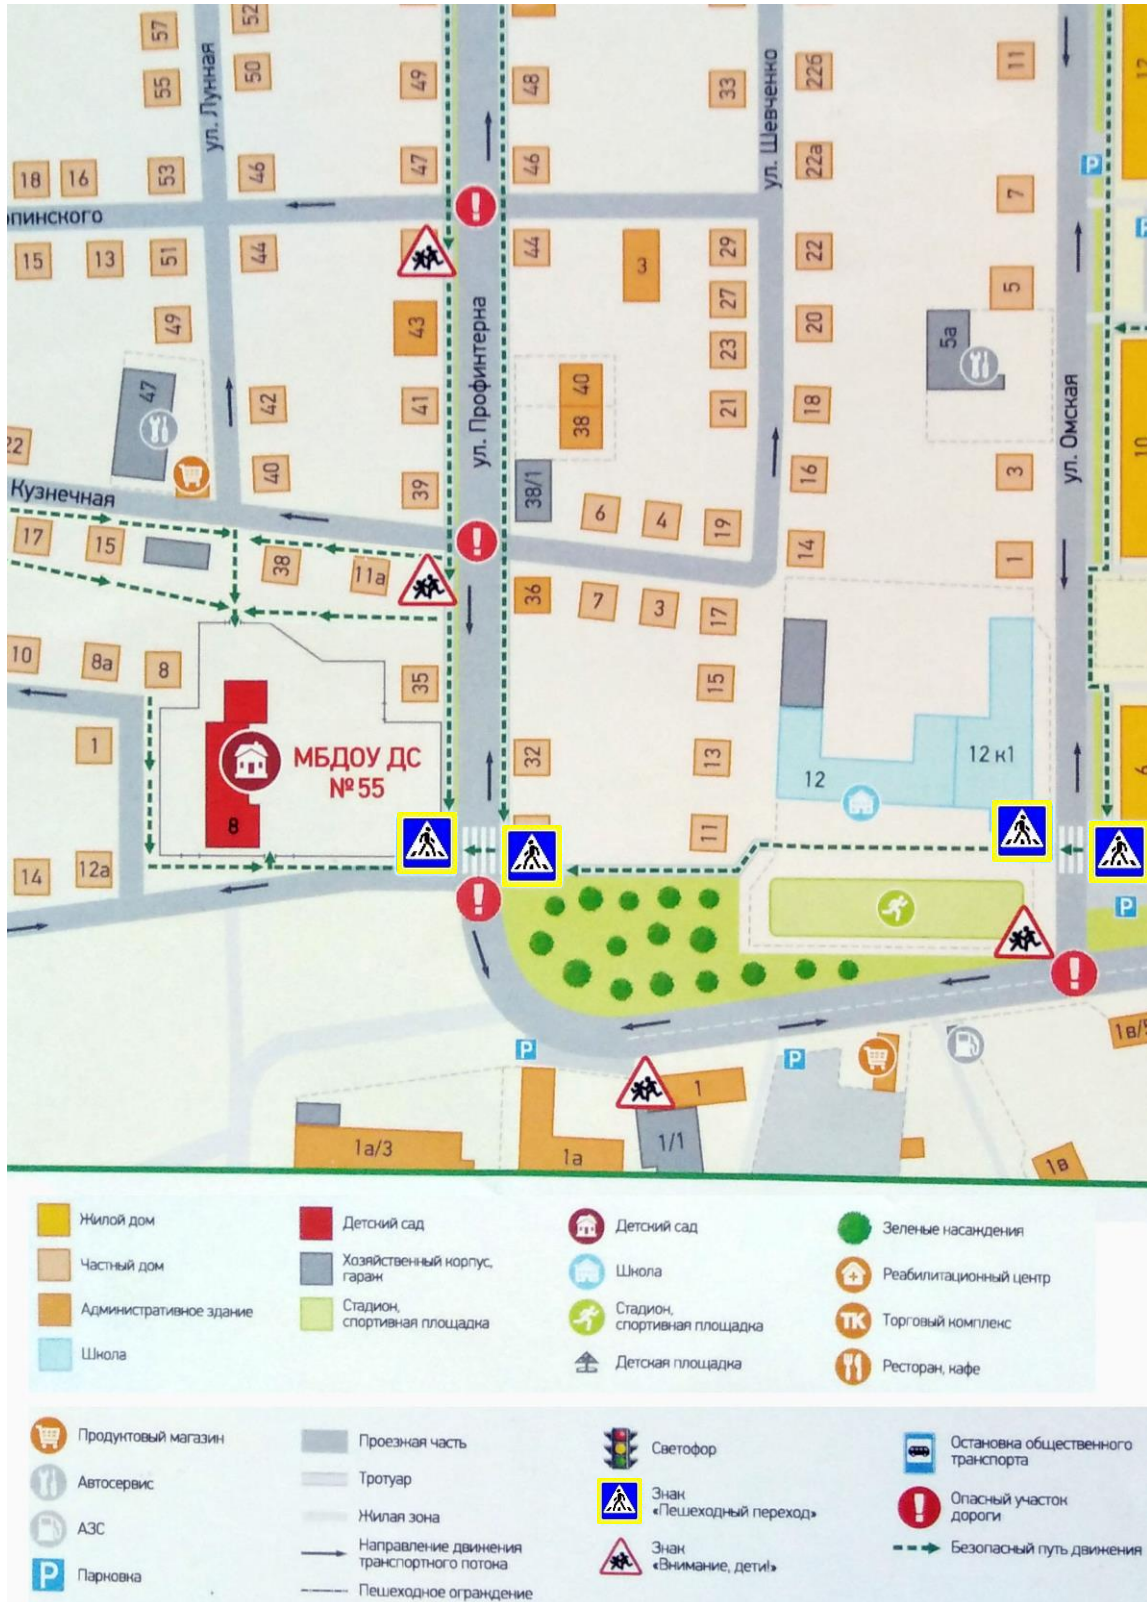 57
52
55
50
ул. Лунная
49
48
33
ул. Шевченко
22б
11
12
18
16
53
46
47
46
22а
7
P
P
пинского
15
13
51
44
44
3
29
22
5
49
43
27
20
5а
23
ул. Профинтерна
47
42
41
40
38
21
18
ул. Омская
10
22
40
39
38/1
16
3
Кузнечная
17
15
6
4
19
14
1
38
11а
36
7
3
17
10
8а
8
35
15
1
МБДОУ ДС
№ 55
32
13
12
12 к1
6
8
11
14
12а
P
P
P
1в/5
1
1а/3
1а
1/1
1в
Жилой дом
Частный дом
Административное здание
Школа
Детский сад
Хозяйственный корпус,
гараж
Стадион,
спортивная площадка
Детский сад
Школа
Стадион,
спортивная площадка
Детская площадка
Зеленые насаждения
Реабилитационный центр
ТК
Торговый комплекс
Ресторан, кафе
Продуктовый магазин
Автосервис
АЗС
P
Парковка
Проезжая часть
Тротуар
Жилая зона
Направление движения
транспортного потока
Пешеходное ограждение
Светофор
Знак
«Пешеходный переход»
Знак
«Внимание, дети!»
Остановка общественного
транспорта
Опасный участок
дороги
Безопасный путь движения